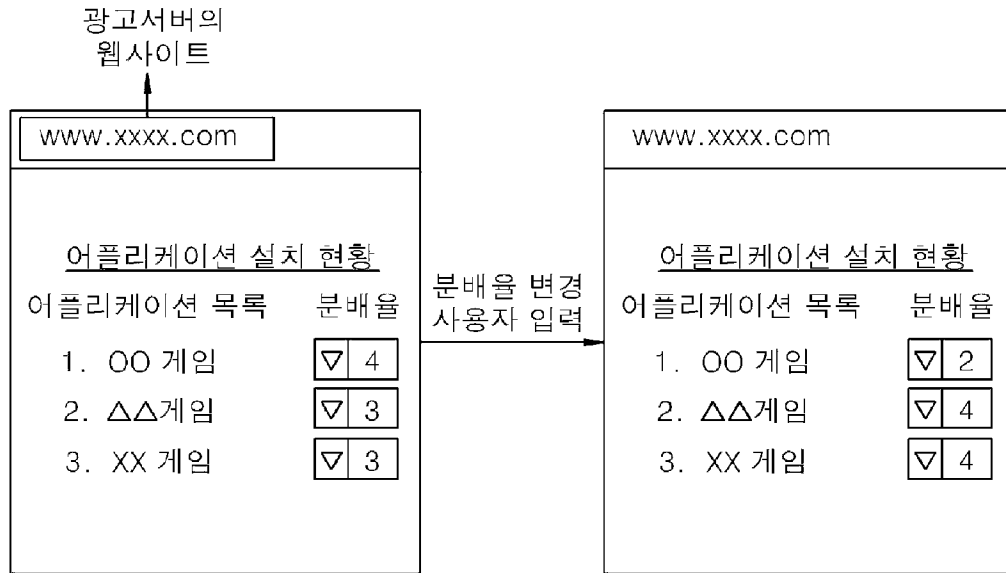 광고서버의
웹사이트
www.xxxx.com
어플리케이션 설치 현황
어플리케이션 목록 분배율
1. OO 게임 ▽ 4
2. △△게임 ▽ 3
3. XX 게임 ▽ 3
분배율 변경
사용자 입력
www.xxxx.com
어플리케이션 설치 현황
어플리케이션 목록 분배율
1. OO 게임 ▽ 2
2. △△게임 ▽ 4
3. XX 게임 ▽ 4